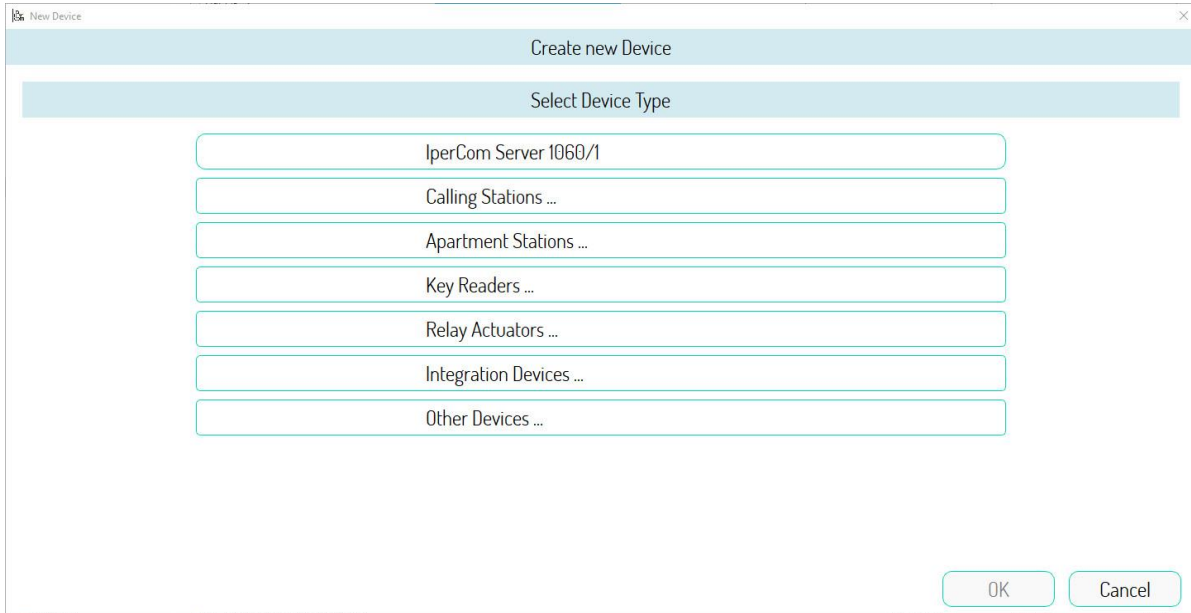 New Device
Create new Device
Select Device Type
IperCom Server 1060/1
Calling Stations ...
Apartment Stations ...
Key Readers ...
Relay Actuators ...
Integration Devices ...
Other Devices ...
OK
Cancel